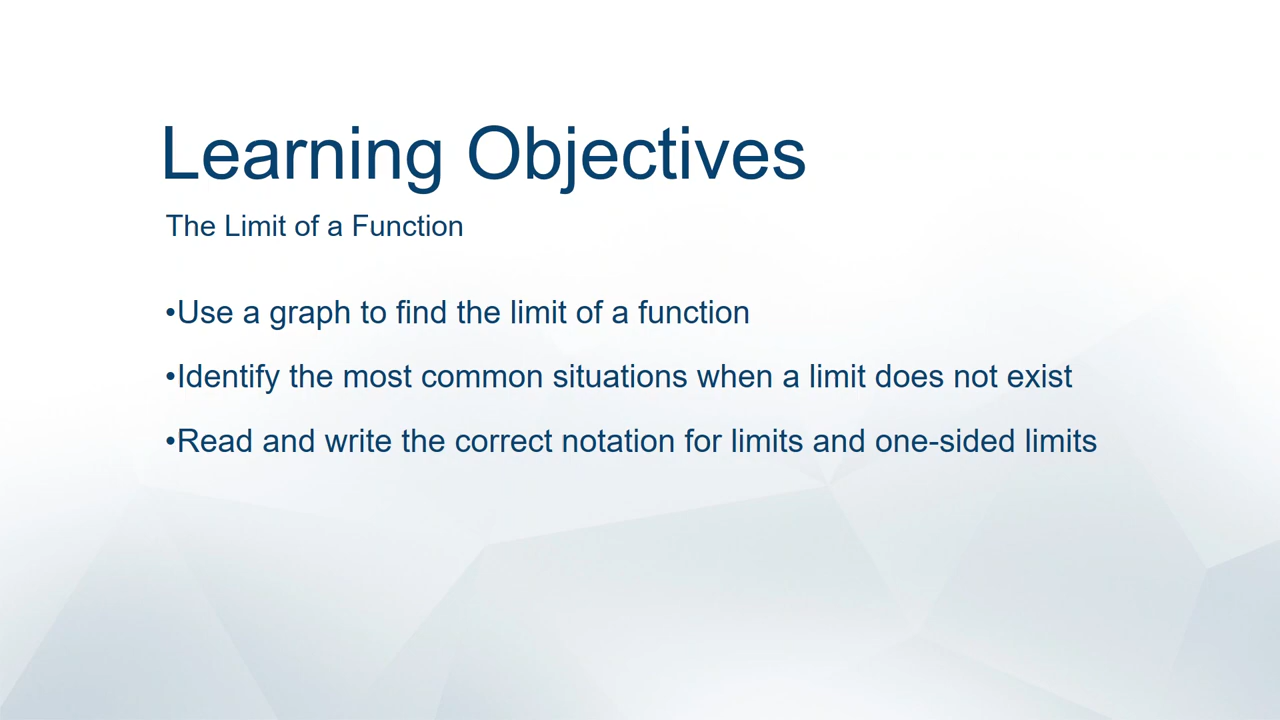 Learning Objectives
The Limit of a Function
•Use a graph to find the limit of a function
•Identify the most common situations when a limit does not exist
•Read and write the correct notation for limits and one-sided limits